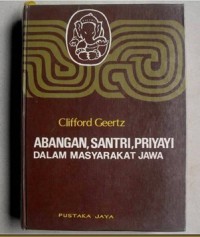 Clifford Geertz
ABANGAN, SANTRI, PRIYAYI
DALAM MASYARAKAT JAWA
PUSTAKA JAYA